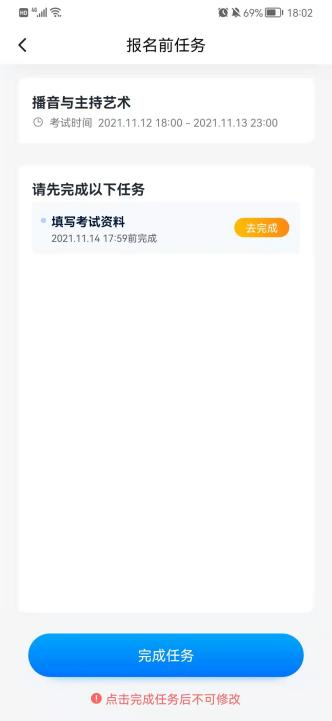 HD 4G 69% 18:02
报名前任务
播音与主持艺术
考试时间 2021.11.12 18:00 - 2021.11.13 23:00
请先完成以下任务
填写考试资料
2021.11.14 17:59前完成
去完成
完成任务
点击完成任务后不可修改